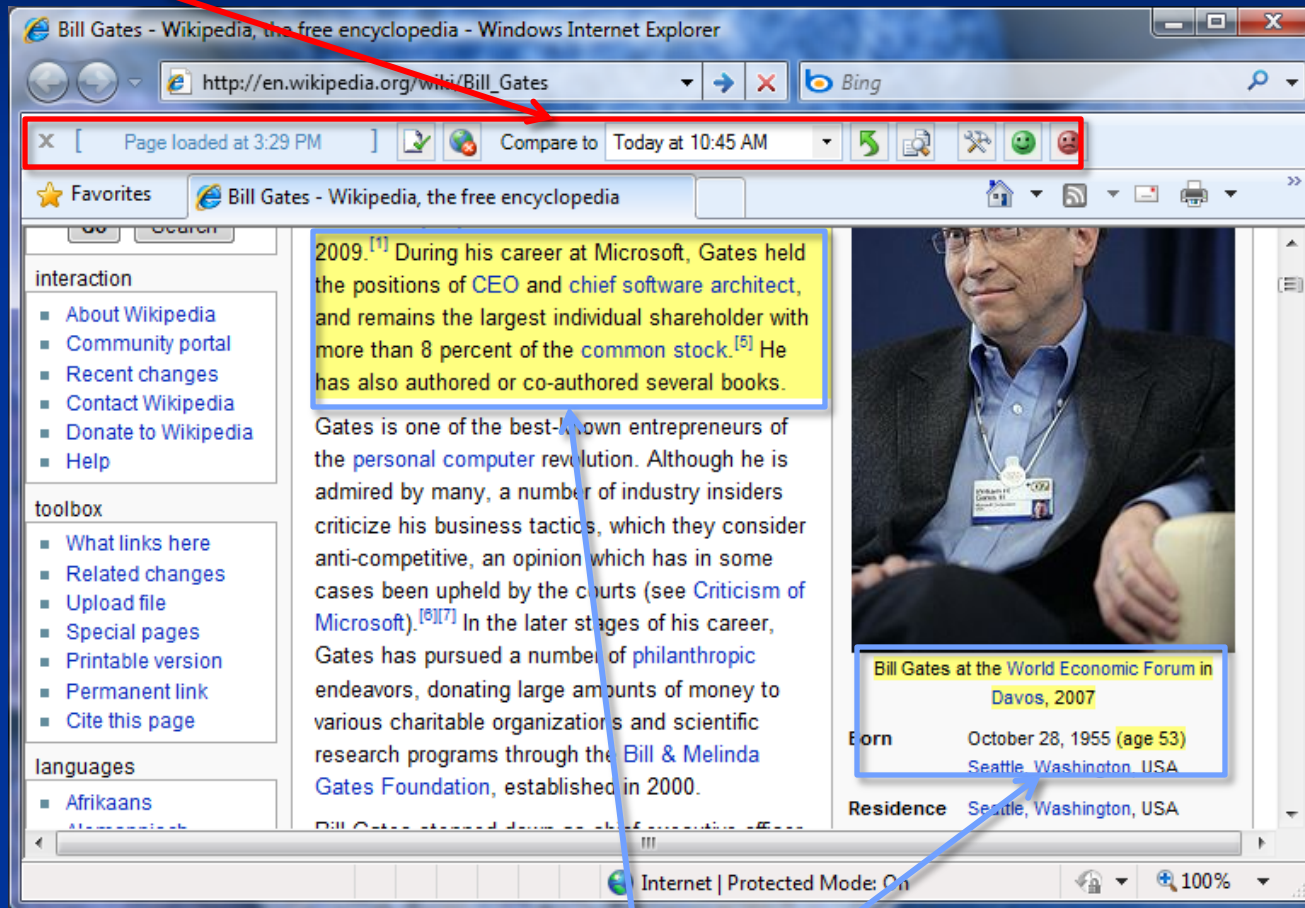 Bill Gates - Wikipedia, the free encyclopedia - Windows Internet Explorer
http://en.wikipedia.org/wiki/Bill_Gates
Bing
X [ Page loaded at 3:29 PM ] Compare to Today at 10:45 AM
Favorites
Bill Gates - Wikipedia, the free encyclopedia
Go Search
interaction
About Wikipedia
Community portal
Recent changes
Contact Wikipedia
Donate to Wikipedia
Help
toolbox
What links here
Related changes
Upload file
Special pages
Printable version
Permanent link
Cite this page
languages
Afrikaans
2009.[1] During his career at Microsoft, Gates held
the positions of CEO and chief software architect,
and remains the largest individual shareholder with
more than 8 percent of the common stock.[5] He
has also authored or co-authored several books.
Gates is one of the best-known entrepreneurs of
the personal computer revolution. Although he is
admired by many, a number of industry insiders
criticize his business tactics, which they consider
anti-competitive, an opinion which has in some
cases been upheld by the courts (see Criticism of
Microsoft).[6][7] In the later stages of his career,
Gates has pursued a number of philanthropic
endeavors, donating large amounts of money to
various charitable organizations and scientific
research programs through the Bill & Melinda
Gates Foundation, established in 2000.
Bill Gates stepped down as chief executive officer
Bill Gates at the World Economic Forum in
Davos, 2007
Born October 28, 1955 (age 53)
Seattle, Washington, USA
Residence Seattle, Washington, USA
Internet | Protected Mode: On
100%